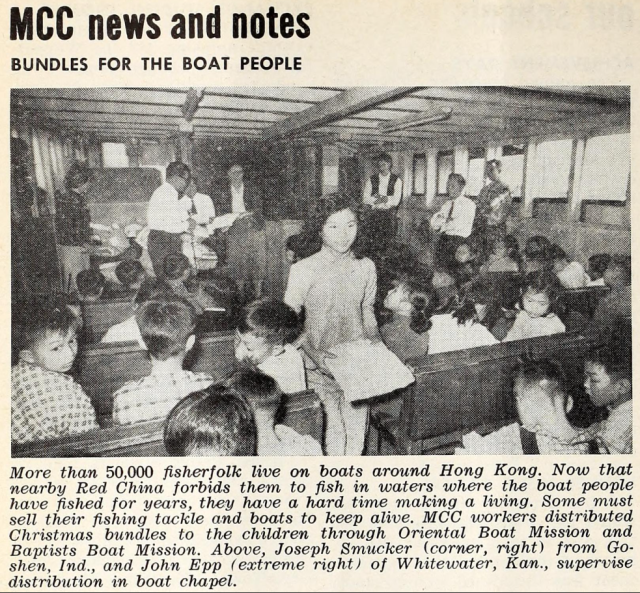 MCC news and notes
BUNDLES FOR THE BOAT PEOPLE
More than 50,000 fisherfolk live on boats around Hong Kong. Now that
nearby Red China forbids them to fish in waters where the boat people
have fished for years, they have a hard time making a living. Some must
sell their fishing tackle and boats to keep alive. MCC workers distributed
Christmas bundles to the children through Oriental Boat Mission and
Baptists Boat Mission. Above, Joseph Smucker (corner, right) from Go-
shen, Ind., and John Epp (extreme right) of Whitewater, Kan., supervise
distribution in boat chapel.